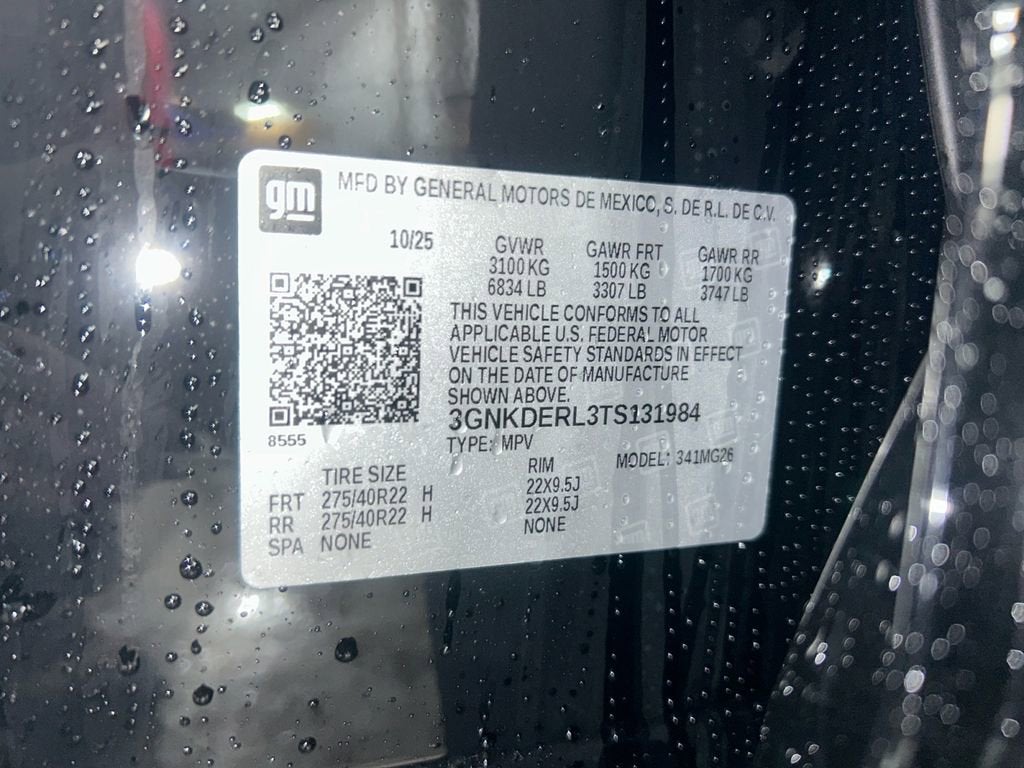 gm MFD BY GENERAL MOTORS DE MEXICO, S. DE R.L. DE C.V.
10/25 GVWR GAWR FRT GAWR RR
3100 KG 1500 KG 1700 KG
6834 LB 3307 LB 3747 LB
THIS VEHICLE CONFORMS TO ALL
APPLICABLE U.S. FEDERAL MOTOR
VEHICLE SAFETY STANDARDS IN EFFECT
ON THE DATE OF MANUFACTURE
SHOWN ABOVE.
3GNKDERL3TS131984
8555 TYPE: MPV MODEL: 341MG26
TIRE SIZE RIM
FRT 275/40R22 H 22X9.5J
RR 275/40R22 H 22X9.5J
SPA NONE NONE